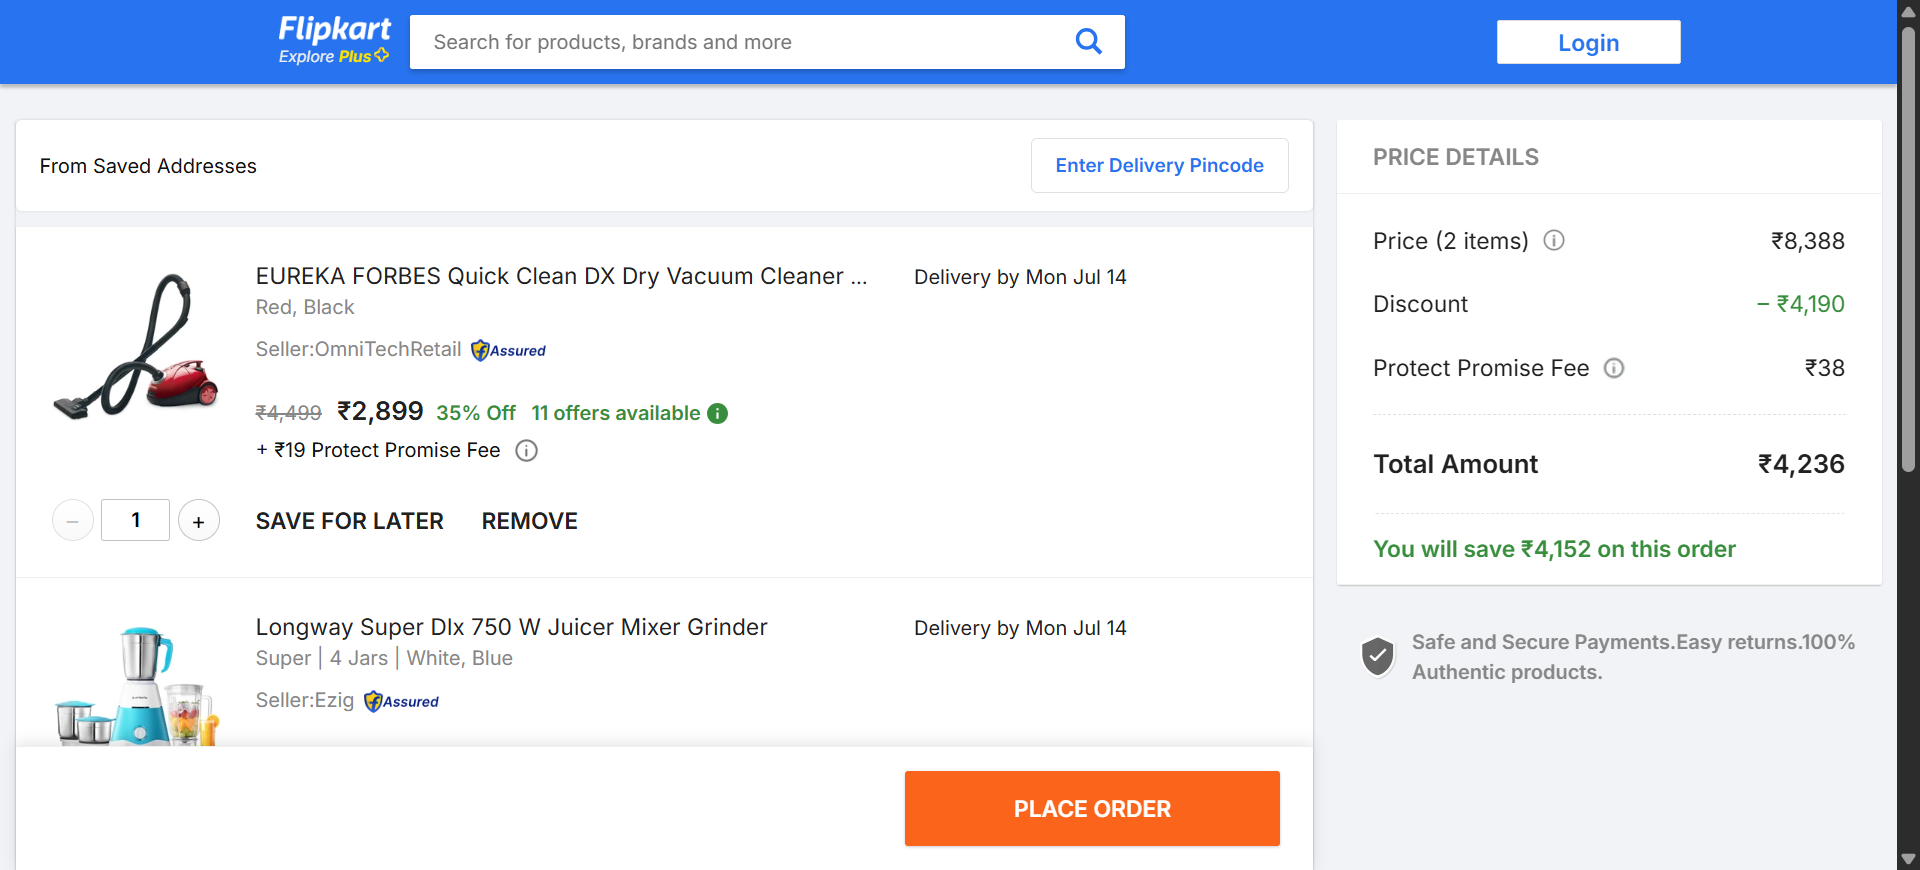 Flipkart
Explore Plus
Search for products, brands and more
Login
From Saved Addresses
Enter Delivery Pincode
EUREKA FORBES Quick Clean DX Dry Vacuum Cleaner ...
Delivery by Mon Jul 14
Red, Black
Seller:OmniTechRetail
Assured
₹4,499 ₹2,899 35% Off 11 offers available
+ ₹19 Protect Promise Fee
– 1 +
SAVE FOR LATER
REMOVE
Longway Super Dlx 750 W Juicer Mixer Grinder
Delivery by Mon Jul 14
Super | 4 Jars | White, Blue
Seller:Ezig
Assured
PLACE ORDER
PRICE DETAILS
Price (2 items) ₹8,388
Discount − ₹4,190
Protect Promise Fee ₹38
Total Amount ₹4,236
You will save ₹4,152 on this order
Safe and Secure Payments.Easy returns.100%
Authentic products.